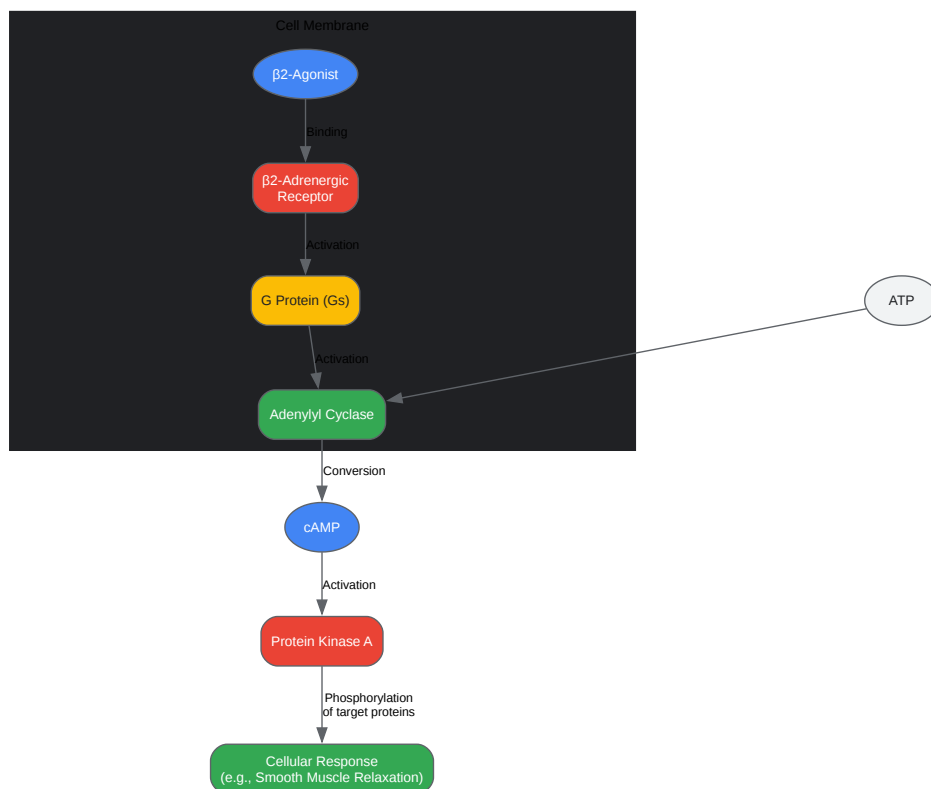 Cell Membrane
β2-Agonist
Binding
β2-Adrenergic
Receptor
Activation
G Protein (Gs)
ATP
Activation
Adenylyl Cyclase
Conversion
cAMP
Activation
Protein Kinase A
Phosphorylation
of target proteins
Cellular Response
(e.g., Smooth Muscle Relaxation)